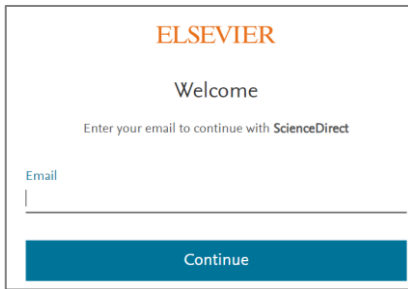 ELSEVIER
Welcome
Enter your email to continue with ScienceDirect
Email
Continue